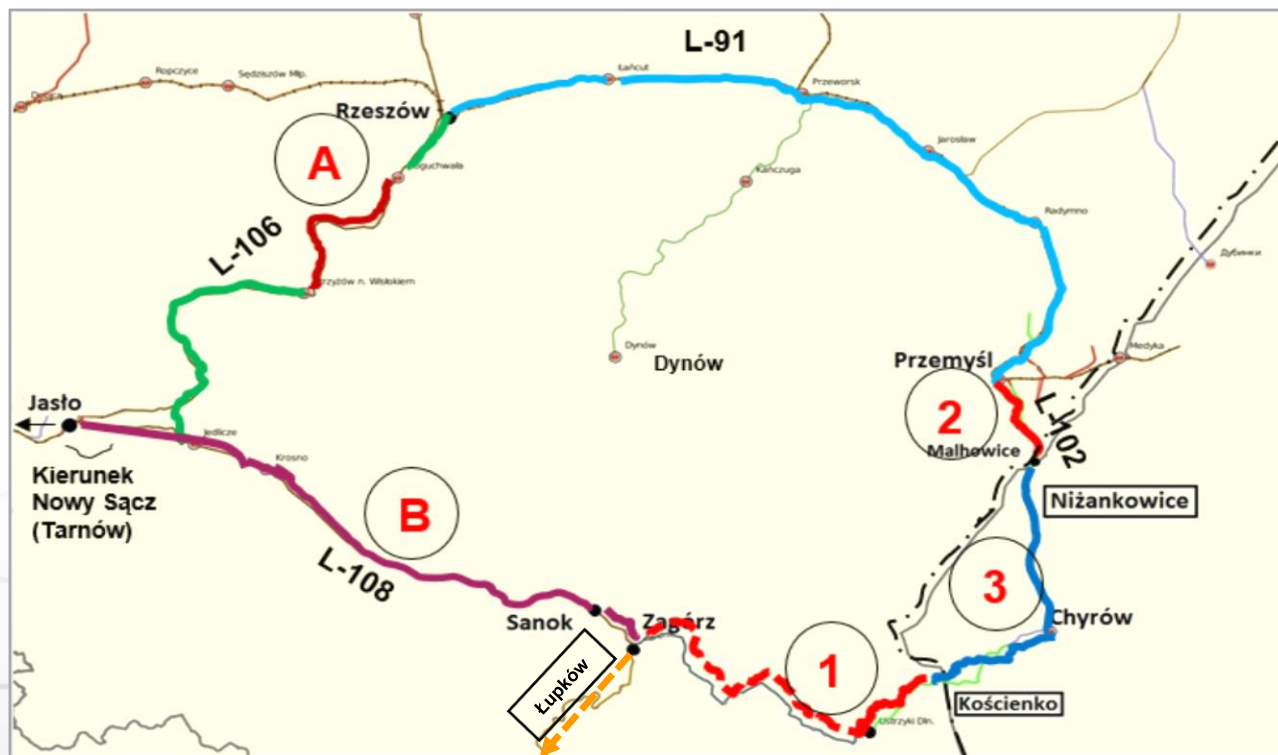 L-91
Łańcut
Ropczyce
Sędziszów Młp.
Przeworsk
Rzeszów
Jarosław
A
Boguchwała
Kańczuga
Radymno
L-106
Дубинки
Strzyżów n. Wisłokiem
Dynów
Dynów
Medyka
Przemyśl
Jasło
2
L-102
Jedlicze
Malhowice
Krosno
Kierunek
Nowy Sącz
(Tarnów)
Niżankowice
B
L-108
3
Sanok
Zagórz
Chyrów
1
Łupków
Kościenko
Ustrzyki Dln.